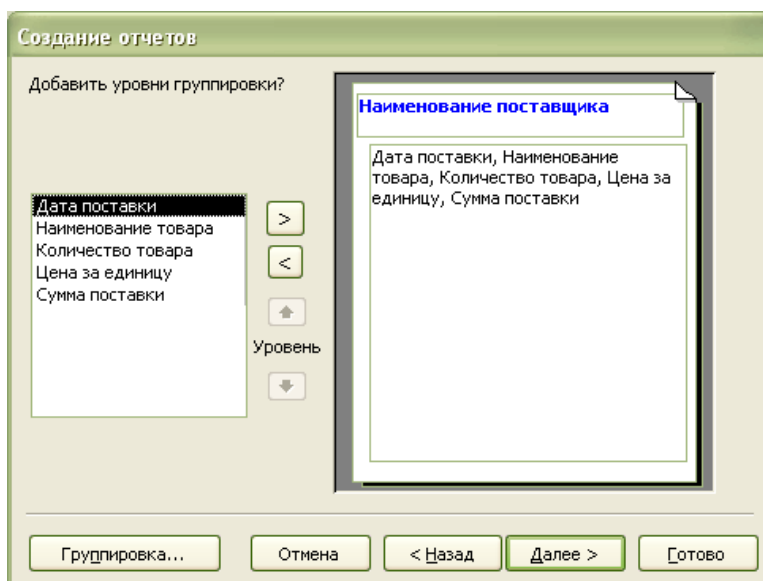 Создание отчетов
Добавить уровни группировки?
Дата поставки
Наименование товара
Количество товара
Цена за единицу
Сумма поставки
>
<
Уровень
Наименование поставщика
Дата поставки, Наименование
товара, Количество товара, Цена за
единицу, Сумма поставки
Группировка...
Отмена
< Назад
Далее >
Готово